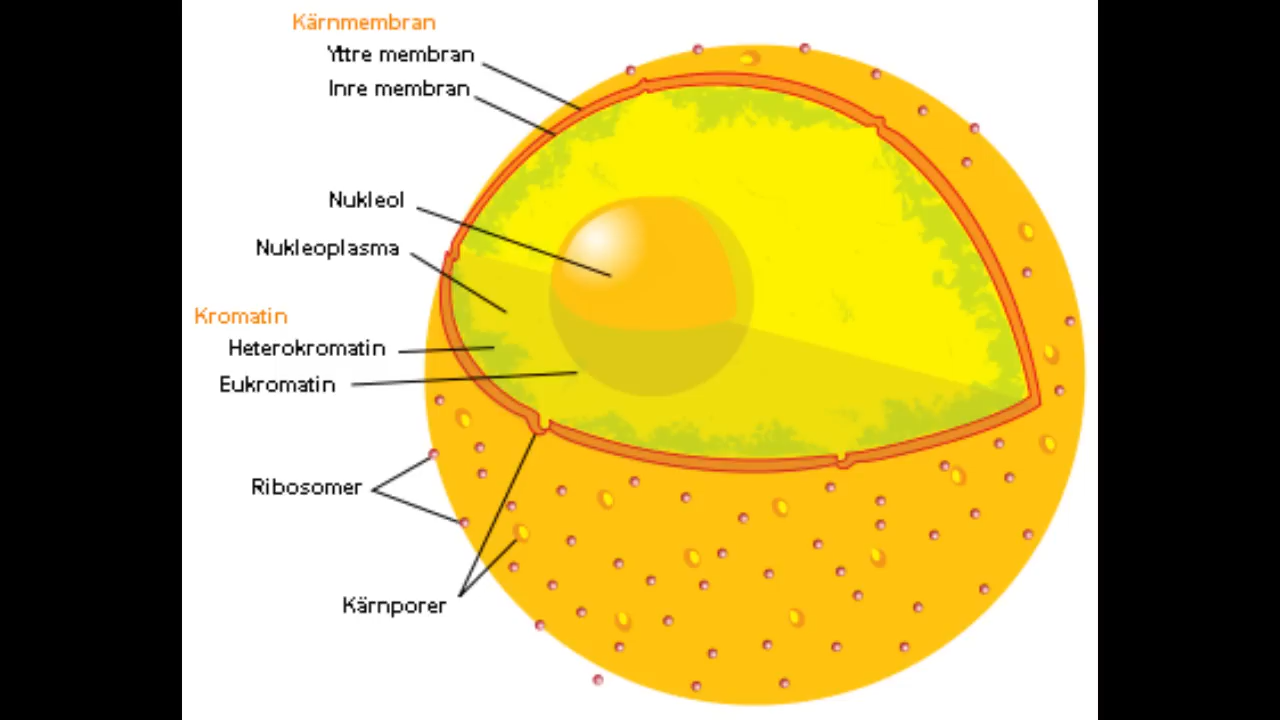 Kärnmembran
Yttre membran
Inre membran
Nukleol
Nukleoplasma
Kromatin
Heterokromatin
Eukromatin
Ribosomer
Kärnporer